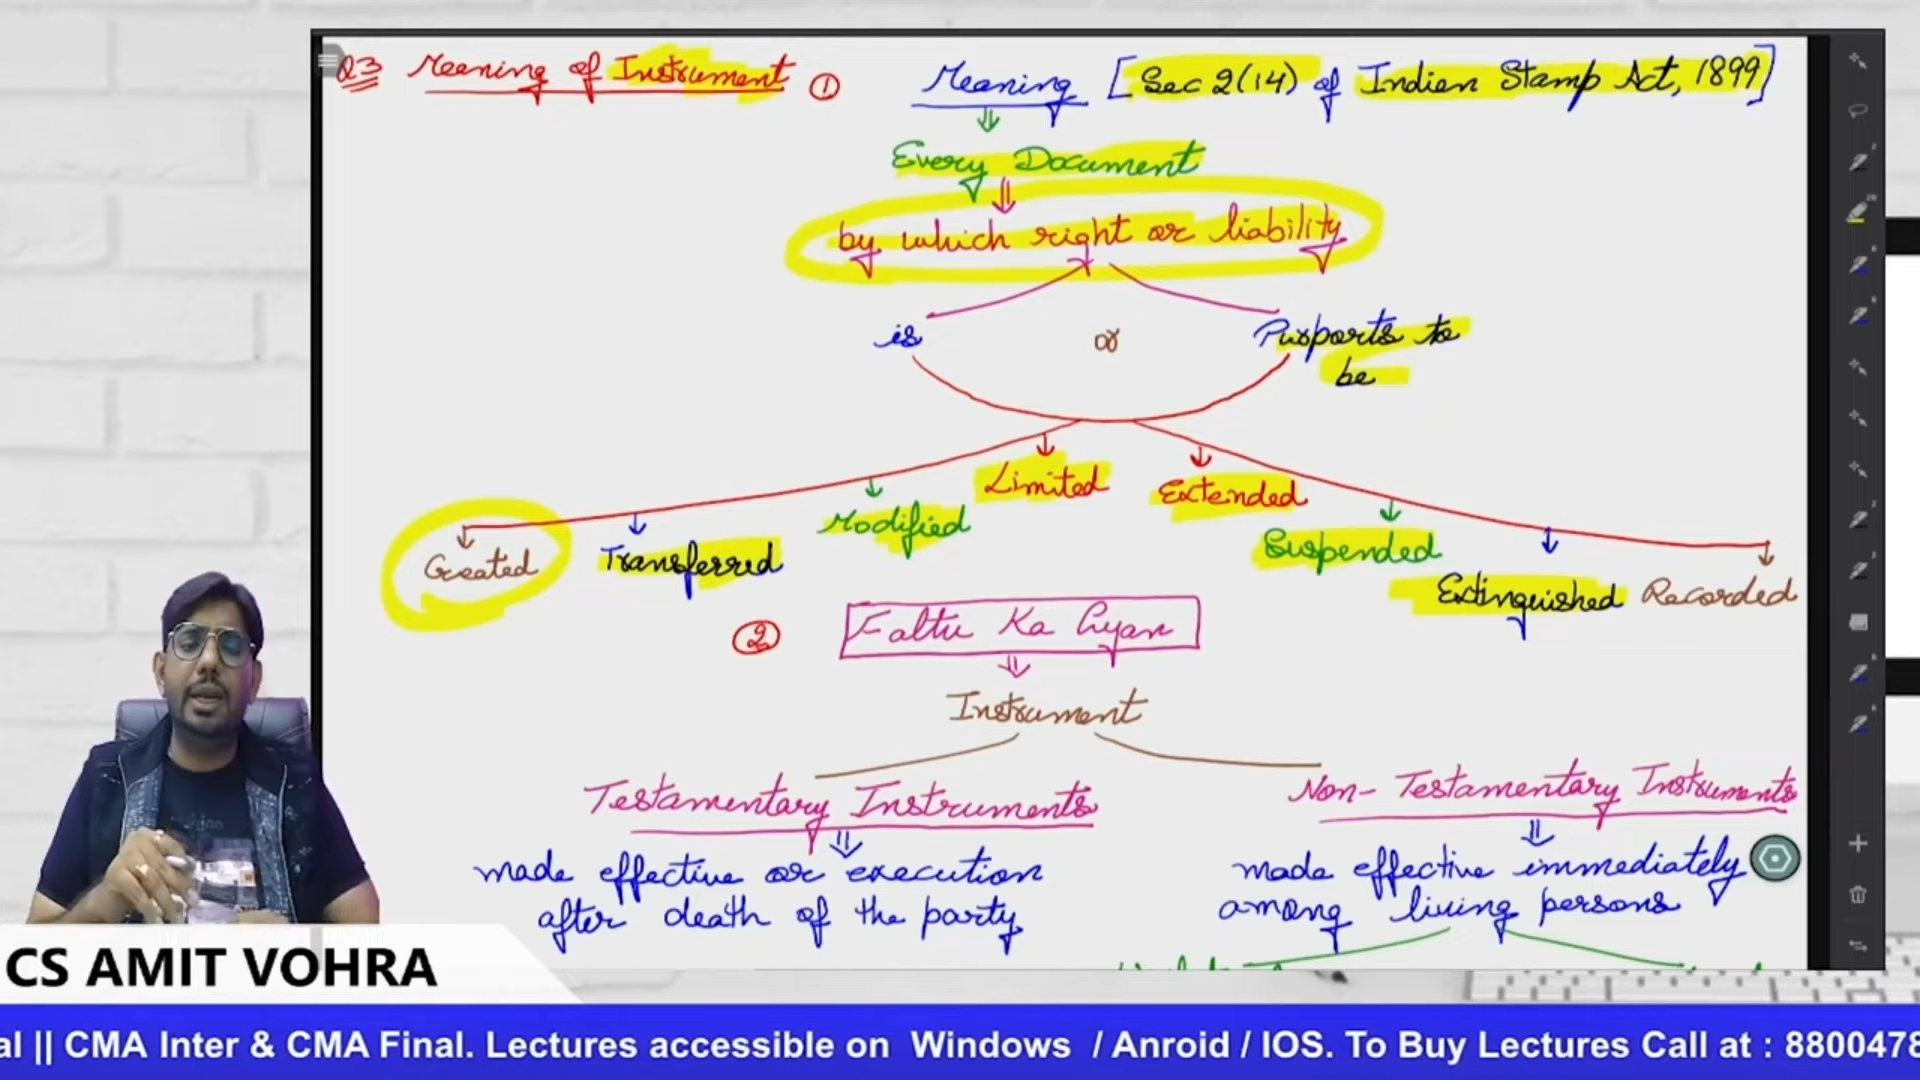 Q3 Meaning of Instrument ① Meaning [Sec 2(14) of Indian Stamp Act, 1899]
Every Document
by which right or liability
is or Purports to
be
Limited Extended
Created Transferred Modified Suspended Extinguished Recorded
② Faltu Ka Gyan
Instrument
Testamentary Instruments Non-Testamentary Instruments
made effective or execution made effective immediately
after death of the party among living persons
CS AMIT VOHRA
al || CMA Inter & CMA Final. Lectures accessible on Windows / Anroid / IOS. To Buy Lectures Call at : 8800478